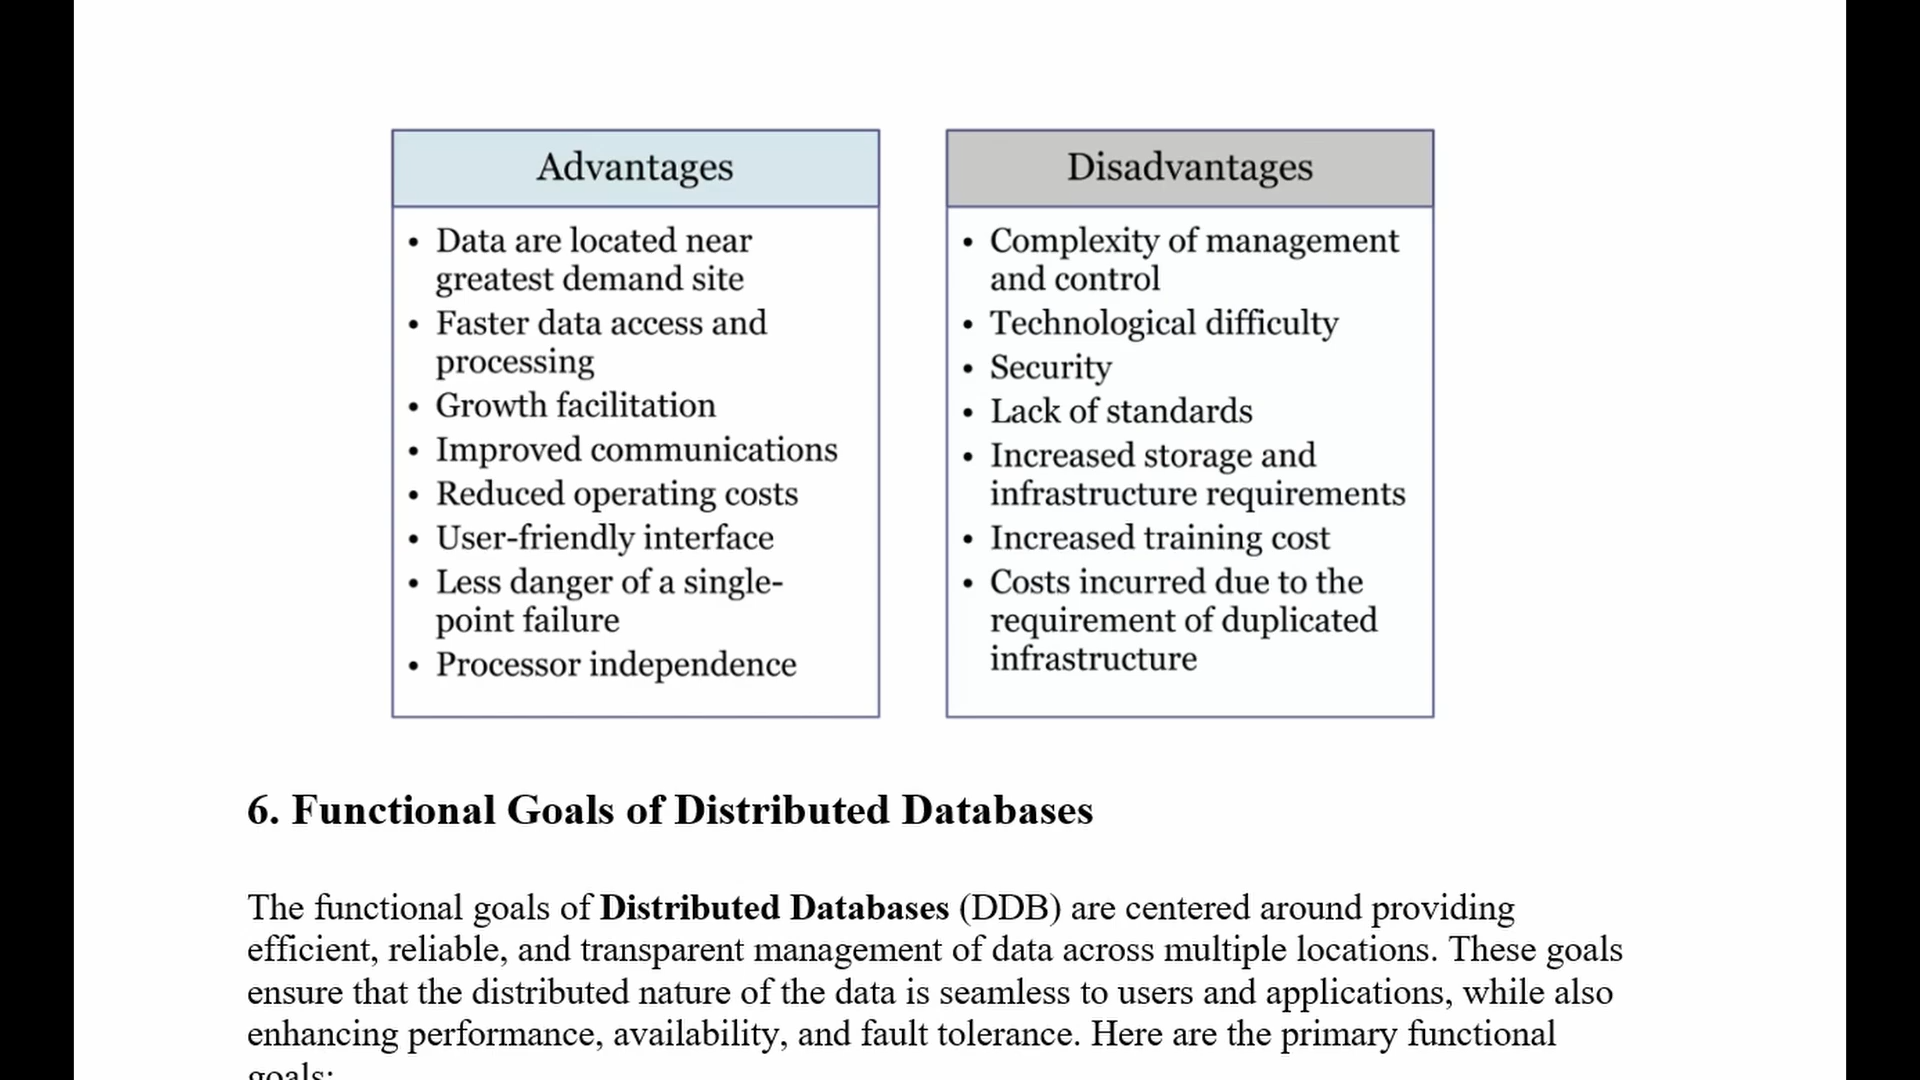 Advantages
• Data are located near
greatest demand site
• Faster data access and
processing
• Growth facilitation
• Improved communications
• Reduced operating costs
• User-friendly interface
• Less danger of a single-
point failure
• Processor independence
Disadvantages
• Complexity of management
and control
• Technological difficulty
• Security
• Lack of standards
• Increased storage and
infrastructure requirements
• Increased training cost
• Costs incurred due to the
requirement of duplicated
infrastructure
6. Functional Goals of Distributed Databases
The functional goals of Distributed Databases (DDB) are centered around providing
efficient, reliable, and transparent management of data across multiple locations. These goals
ensure that the distributed nature of the data is seamless to users and applications, while also
enhancing performance, availability, and fault tolerance. Here are the primary functional
goals: